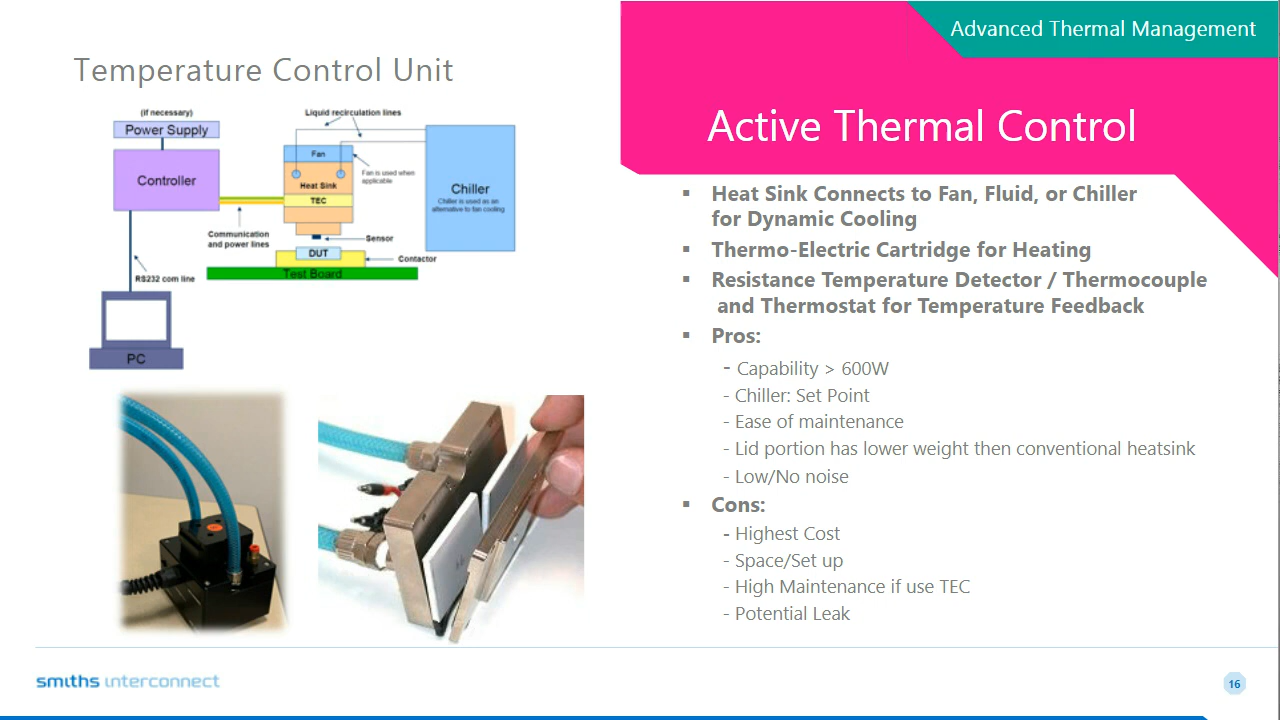 Advanced Thermal Management
Temperature Control Unit
Active Thermal Control
(if necessary)
Power Supply
Controller
Liquid recirculation lines
Fan
Fan is used when
applicable
Heat Sink
TEC
Chiller
Chiller is used as an
alternative to fan cooling
Communication
and power lines
Sensor
DUT
Contactor
Test Board
RS232 com line
PC
▪ Heat Sink Connects to Fan, Fluid, or Chiller
for Dynamic Cooling
▪ Thermo-Electric Cartridge for Heating
▪ Resistance Temperature Detector / Thermocouple
and Thermostat for Temperature Feedback
▪ Pros:
- Capability > 600W
- Chiller: Set Point
- Ease of maintenance
- Lid portion has lower weight then conventional heatsink
- Low/No noise
▪ Cons:
- Highest Cost
- Space/Set up
- High Maintenance if use TEC
- Potential Leak
smiths interconnect
16